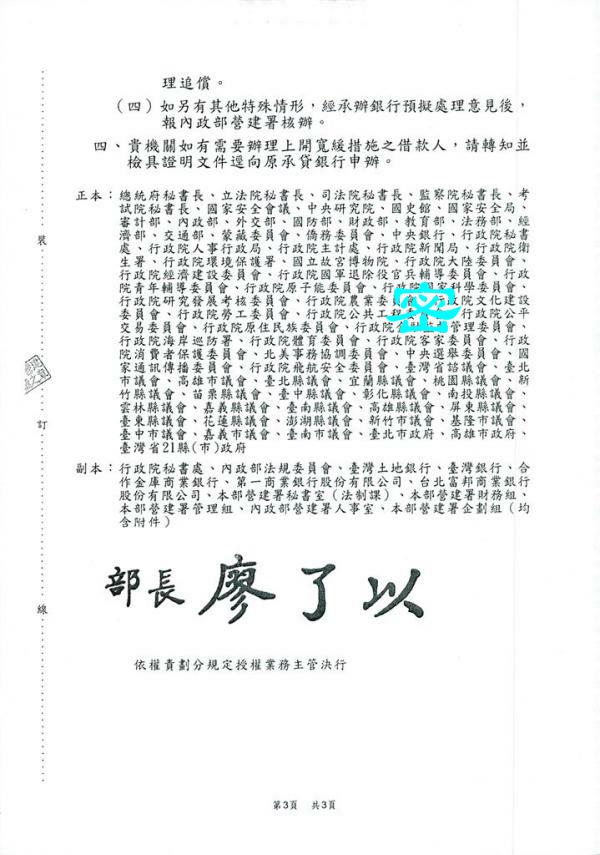 理追償。
(四)如另有其他特殊情形,經承辦銀行預擬處理意見後,
報內政部營建署核辦。
四、貴機關如有需要辦理上開寬緩措施之借款人,請轉知並
檢具證明文件逕向原承貸銀行申辦。
正本:總統府秘書長、立法院秘書長、司法院秘書長、監察院秘書長、考
試院秘書長、國家安全會議、中央研究院、國史館、國家安全局、
審計部、內政部、外交部、國防部、財政部、教育部、法務部、經
濟部、交通部、蒙藏委員會、僑務委員會、中央銀行、行政院秘書
處、行政院人事行政局、行政院主計處、行政院新聞局、行政院衛
生署、行政院環境保護署、國立故宮博物院、行政院大陸委員會、
行政院經濟建設委員會、行政院國軍退除役官兵輔導委員會、行政
院青年輔導委員會、行政院原子能委員會、行政院國家科學委員會、
行政院研究發展考核委員會、行政院農業委員會、行政院文化建設
委員會、行政院勞工委員會、行政院公共工程委員會、行政院公平
交易委員會、行政院原住民族委員會、行政院
管理委員會、
行政院海岸巡防署、行政院體育委員會、行政院客家委員會、行政
院消費者保護委員會、行政院飛航安全委員會、中央選舉委員會、國
家通訊傳播委員會、
臺灣省諮議會、臺北
市議會、高雄市議會、臺北縣議會、宜蘭縣議會、桃園縣議會、新
竹縣議會、苗栗縣議會、臺中縣議會、彰化縣議會、南投縣議會、
雲林縣議會、嘉義縣議會、臺南縣議會、高雄縣議會、屏東縣議會、
臺東縣議會、花蓮縣議會、澎湖縣議會、新竹市議會、基隆市議會、
臺中市議會、嘉義市議會、臺南市議會、臺北市政府、高雄市政府、
臺灣省21縣(市)政府
密
副本:行政院秘書處、內政部法規委員會、臺灣土地銀行、臺灣銀行、合
作金庫商業銀行、第一商業銀行股份有限公司、台北富邦商業銀行
股份有限公司、本部營建署秘書室(法制課)、本部營建署財務組、
本部營建署管理組、內政部營建署人事室、本部營建署企劃組(均
含附件)
部長 廖了以
依權責劃分規定授權業務主管決行
裝
訂
線
第3頁 共3頁